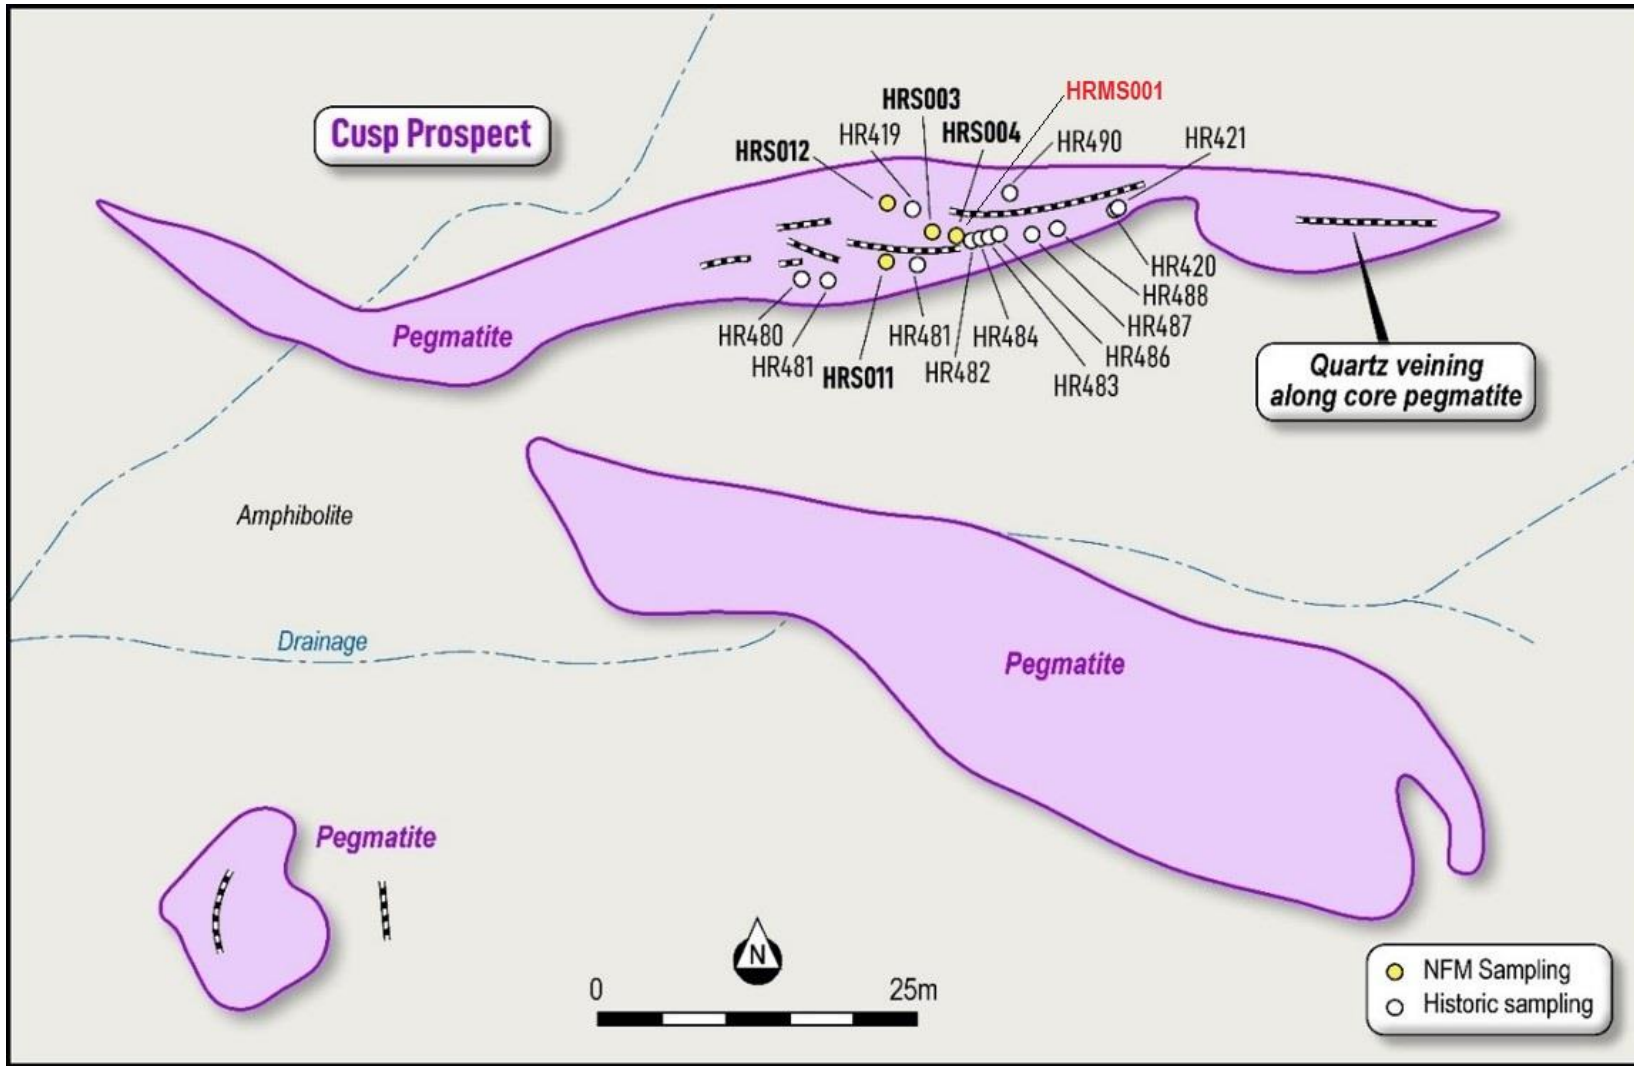 Cusp Prospect
HRMS001
HRS003
HR419
HRS004
HR490
HR421
HRS012
HR420
HR488
HR487
HR486
HR483
HR484
HR482
HR481
HRS011
HR481
HR480
Pegmatite
Quartz veining
along core pegmatite
Amphibolite
Drainage
Pegmatite
Pegmatite
N
0 25m
NFM Sampling
Historic sampling